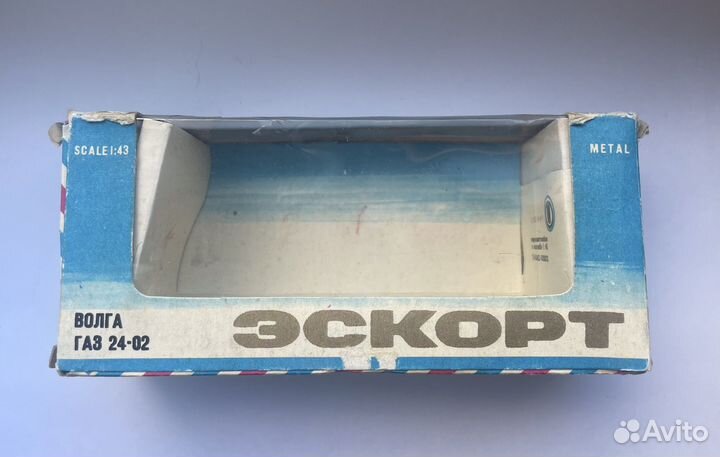 SCALE 1:43
METAL
ВОЛГА
ГАЗ 24-02
ЭСКОРТ
Avito